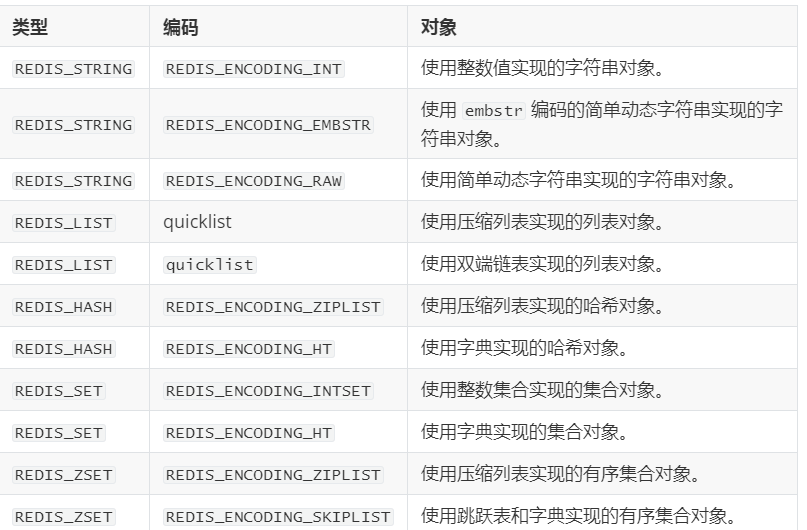 类型 编码 对象
REDIS_STRING REDIS_ENCODING_INT 使用整数值实现的字符串对象。
REDIS_STRING REDIS_ENCODING_EMBSTR 使用 embstr 编码的简单动态字符串实现的字
符串对象。
REDIS_STRING REDIS_ENCODING_RAW 使用简单动态字符串实现的字符串对象。
REDIS_LIST quicklist 使用压缩列表实现的列表对象。
REDIS_LIST quicklist 使用双端链表实现的列表对象。
REDIS_HASH REDIS_ENCODING_ZIPLIST 使用压缩列表实现的哈希对象。
REDIS_HASH REDIS_ENCODING_HT 使用字典实现的哈希对象。
REDIS_SET REDIS_ENCODING_INTSET 使用整数集合实现的集合对象。
REDIS_SET REDIS_ENCODING_HT 使用字典实现的集合对象。
REDIS_ZSET REDIS_ENCODING_ZIPLIST 使用压缩列表实现的有序集合对象。
REDIS_ZSET REDIS_ENCODING_SKIPLIST 使用跳跃表和字典实现的有序集合对象。